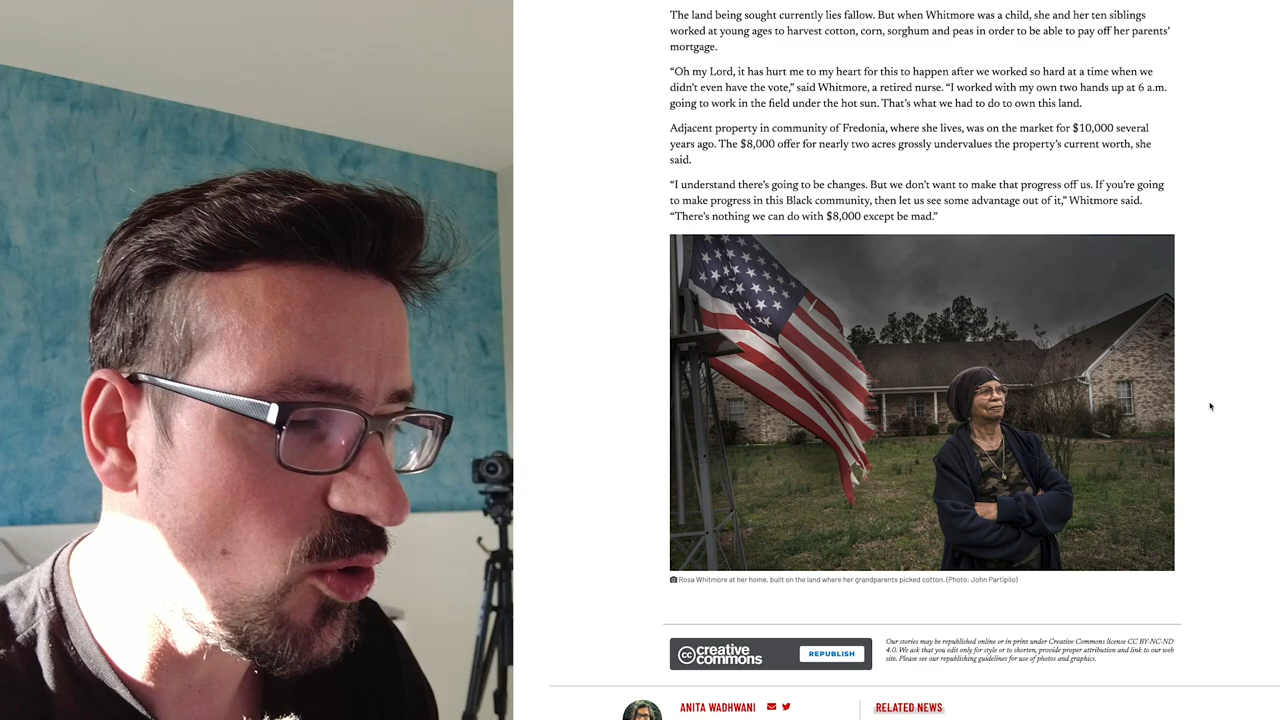 The land being sought currently lies fallow. But when Whitmore was a child, she and her ten siblings
worked at young ages to harvest cotton, corn, sorghum and peas in order to be able to pay off her parents’
mortgage.
“Oh my Lord, it has hurt me to my heart for this to happen after we worked so hard at a time when we
didn’t even have the vote,” said Whitmore, a retired nurse. “I worked with my own two hands up at 6 a.m.
going to work in the field under the hot sun. That’s what we had to do to own this land.
Adjacent property in community of Fredonia, where she lives, was on the market for $10,000 several
years ago. The $8,000 offer for nearly two acres grossly undervalues the property’s current worth, she
said.
“I understand there’s going to be changes. But we don’t want to make that progress off us. If you’re going
to make progress in this Black community, then let us see some advantage out of it,” Whitmore said.
“There’s nothing we can do with $8,000 except be mad.”
Rosa Whitmore at her home, built on the land where her grandparents picked cotton. (Photo: John Partipilo)
cc creative commons
REPUBLISH
Our stories may be republished online or in print under Creative Commons license CC BY-NC-ND
4.0. We ask that you edit only for style or to shorten, provide proper attribution and link to our web
site. Please see our republishing guidelines for use of photos and graphics.
ANITA WADHWANI
RELATED NEWS